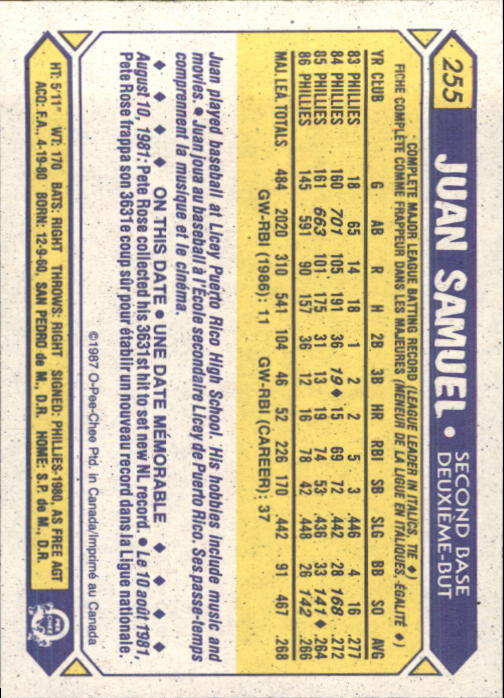 255
JUAN SAMUEL • SECOND BASE
DEUXIÈME-BUT
COMPLETE MAJOR LEAGUE BATTING RECORD (LEAGUE LEADER IN ITALICS, TIE ♦)
FICHE COMPLÈTE COMME FRAPPEUR DANS LES MAJEURES (MENEUR DE LA LIGUE EN ITALIQUES, ÉGALITÉ ♦)
YR CLUB G AB R H 2B 3B HR RBI SB SLG BB SO AVG
83 PHILLIES 18 65 14 18 1 2 2 5 3 .446 4 16 .277
84 PHILLIES 160 701 105 191 36 19♦ 15 69 72 .442 28 168 .272
85 PHILLIES 161 663 101 175 31 13 19 74 53 .436 33 141♦ .264
86 PHILLIES 145 591 90 157 36 12 16 78 42 .448 26 142 .266
MAJ. LEA. TOTALS 484 2020 310 541 104 46 52 226 170 .442 91 467 .268
GW-RBI (1986): 11 GW-RBI (CAREER): 37
Juan played baseball at Licey Puerto Rico High School. His hobbies include music and
movies. • Juan joua au baseball à l'École secondaire Licey de Puerto Rico. Ses passe-temps
comprennent la musique et le cinéma.
♦ ♦ ♦ ♦ ON THIS DATE • UNE DATE MÉMORABLE ♦ ♦ ♦ ♦
August 10, 1981: Pete Rose collected his 3631st hit to set new NL record. • Le 10 août 1981,
Pete Rose frappa son 3631e coup sûr pour établir un nouveau record dans la Ligue nationale.
©1987 O-Pee-Chee Ptd. in Canada/Imprimé au Canada
HT: 5'11" WT: 170 BATS: RIGHT THROWS: RIGHT SIGNED: PHILLIES-1980, AS FREE AGT
ACQ: F.A., 4-19-80 BORN: 12-9-60, SAN PEDRO de M., D.R. HOME: S.P. de M., D.R.
O PEE CHEE